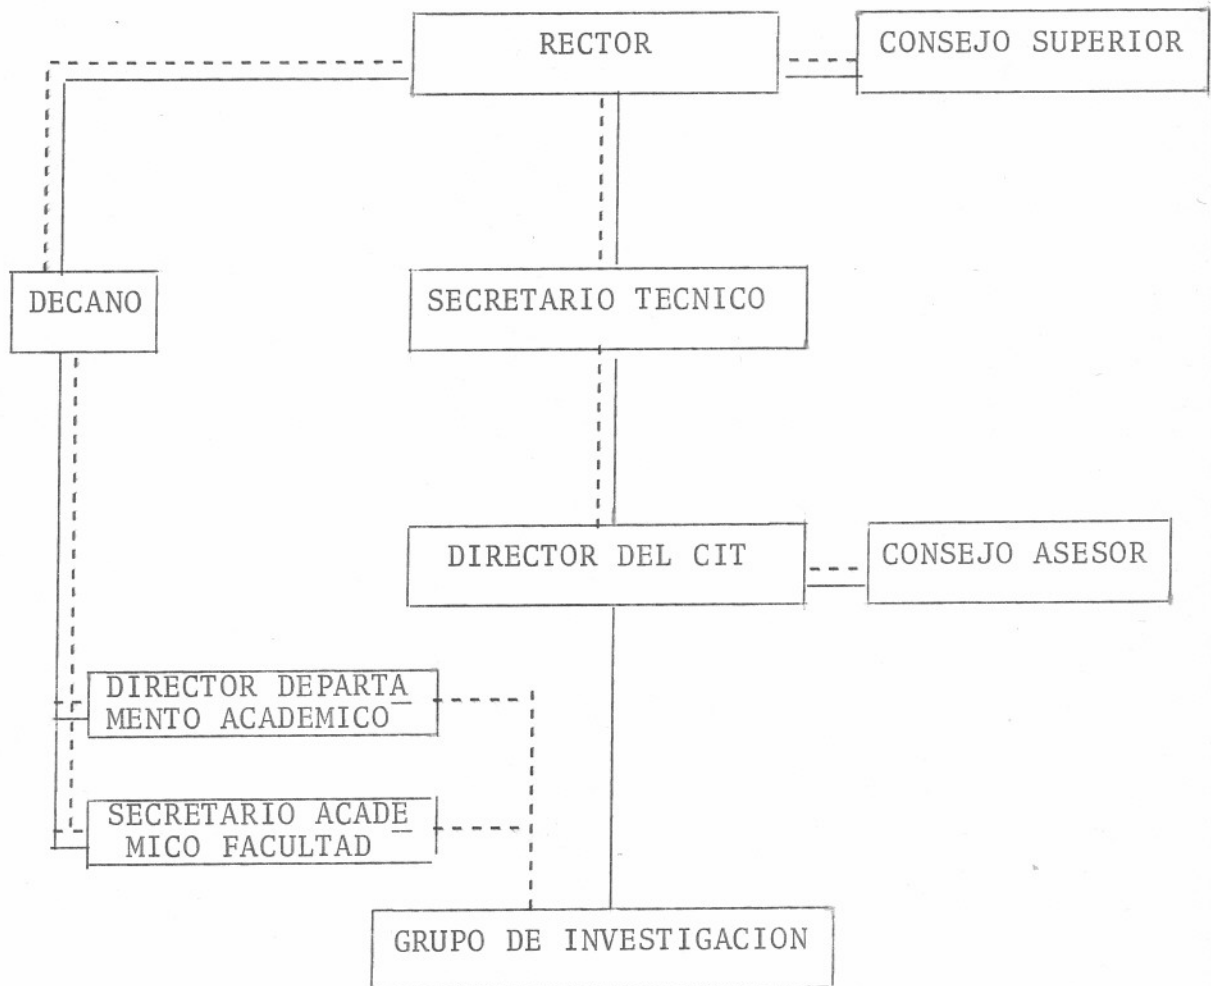 RECTOR
CONSEJO SUPERIOR
DECANO
SECRETARIO TECNICO
DIRECTOR DEL CIT
CONSEJO ASESOR
DIRECTOR DEPARTA
MENTO ACADEMICO
SECRETARIO ACADE
MICO FACULTAD
GRUPO DE INVESTIGACION